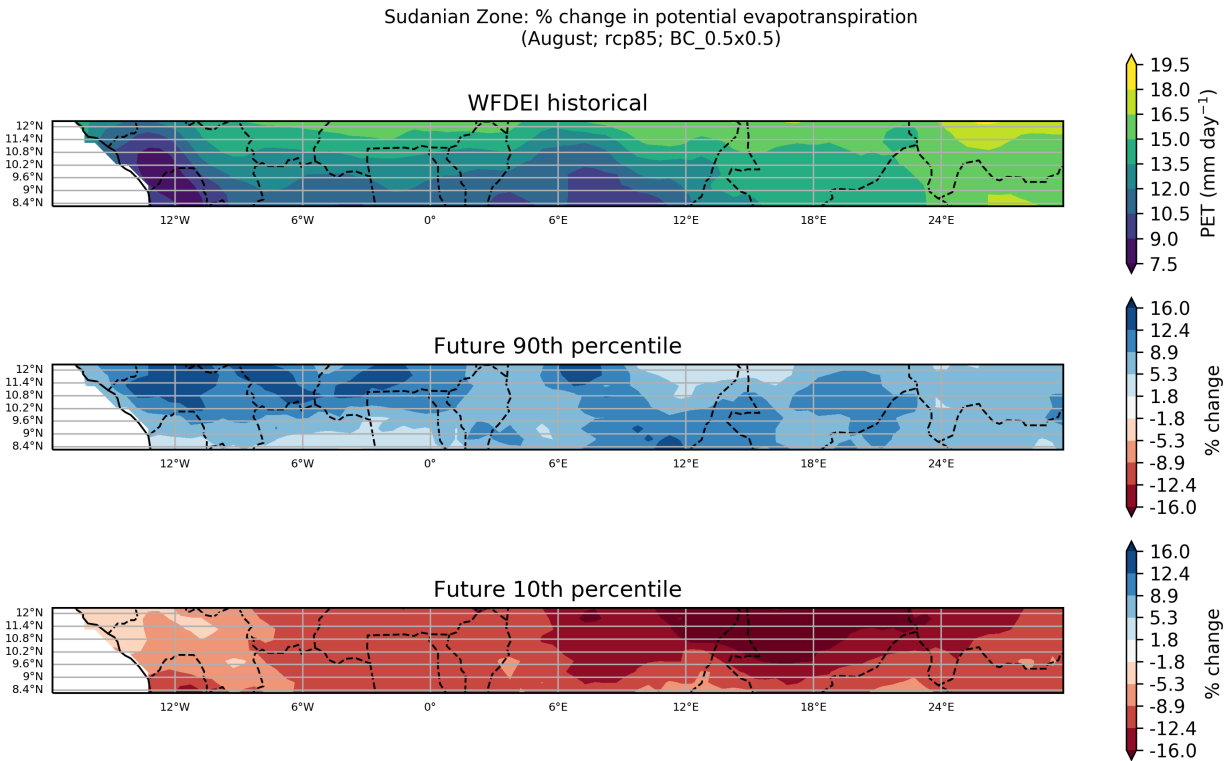 Sudanian Zone: % change in potential evapotranspiration
(August; rcp85; BC_0.5x0.5)
WFDEI historical
12°N
11.4°N
10.8°N
10.2°N
9.6°N
9°N
8.4°N
12°W
6°W
0°
6°E
12°E
18°E
24°E
19.5
18.0
16.5
15.0
13.5
12.0
10.5
9.0
7.5
PET (mm day⁻¹)
Future 90th percentile
12°N
11.4°N
10.8°N
10.2°N
9.6°N
9°N
8.4°N
12°W
6°W
0°
6°E
12°E
18°E
24°E
16.0
12.4
8.9
5.3
1.8
-1.8
-5.3
-8.9
-12.4
-16.0
% change
Future 10th percentile
12°N
11.4°N
10.8°N
10.2°N
9.6°N
9°N
8.4°N
12°W
6°W
0°
6°E
12°E
18°E
24°E
16.0
12.4
8.9
5.3
1.8
-1.8
-5.3
-8.9
-12.4
-16.0
% change